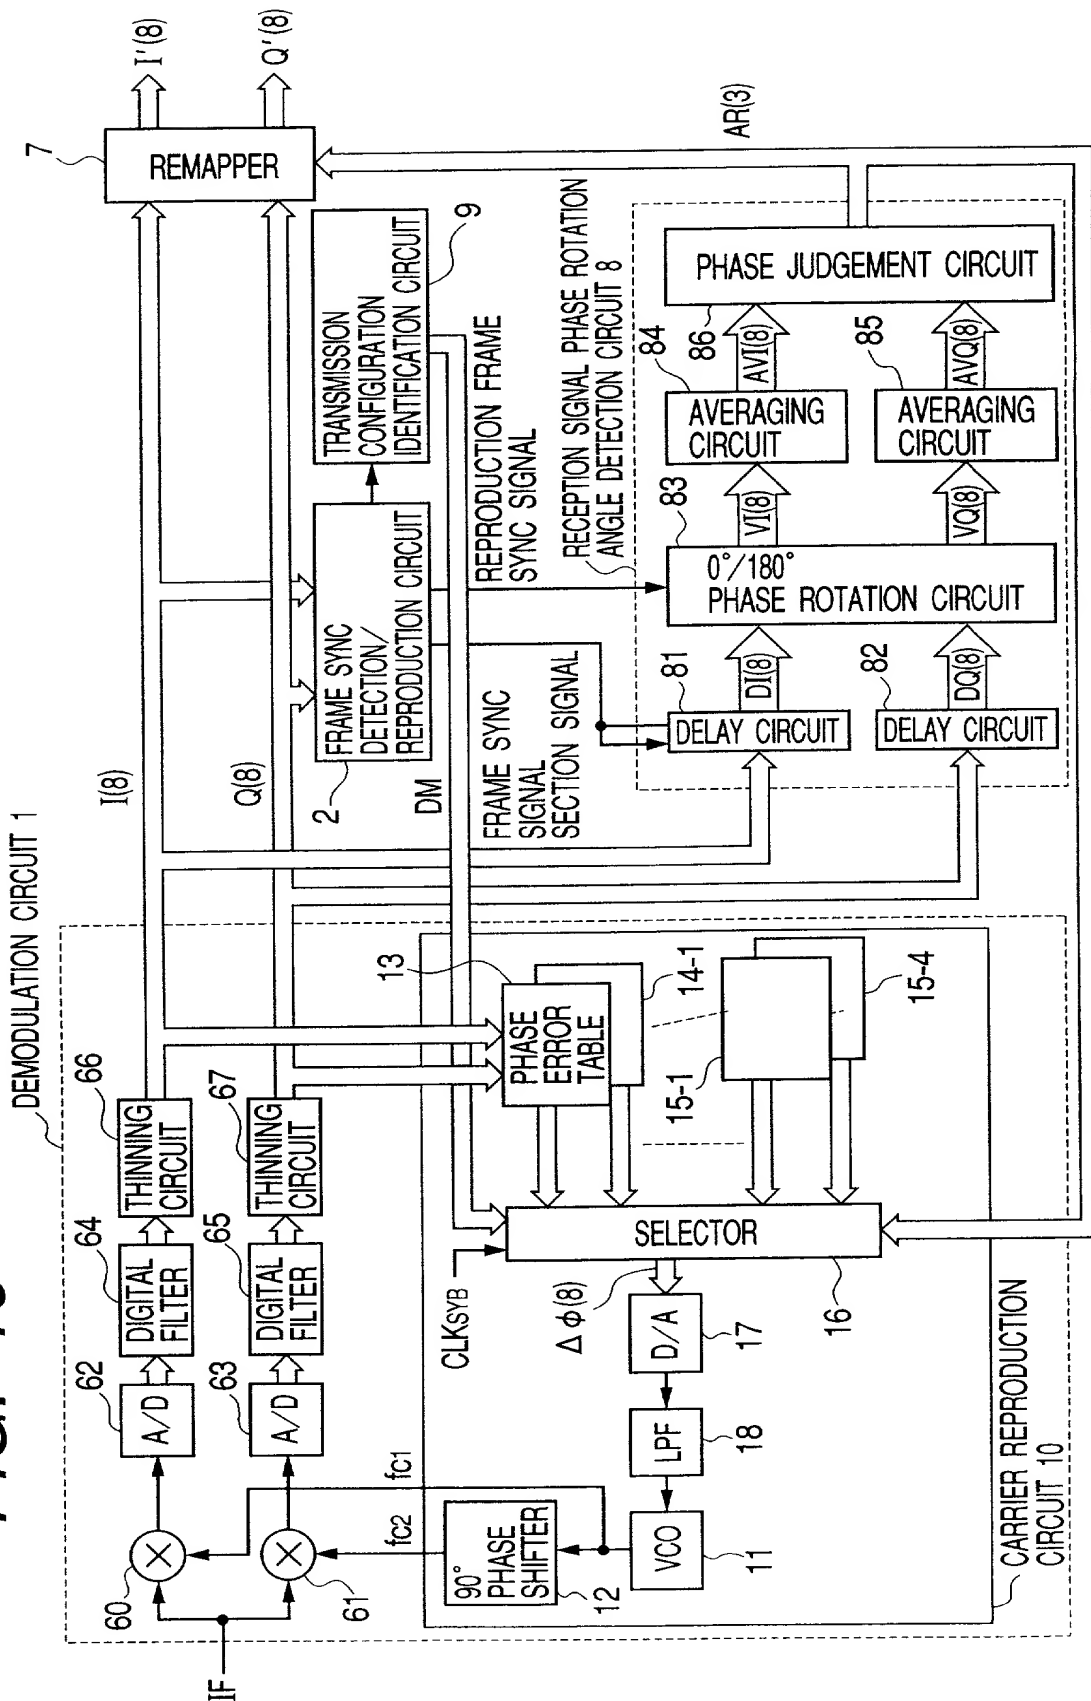 DEMODULATION CIRCUIT 1
IF
60
61
62
A/D
63
A/D
64
DIGITAL
FILTER
65
DIGITAL
FILTER
66
THINNING
CIRCUIT
67
THINNING
CIRCUIT
I(8)
Q(8)
7
REMAPPER
I'(8)
Q'(8)
fc1
fc2
90°
PHASE
SHIFTER
12
VCO
11
LPF
18
D/A
17
Δφ(8)
CLKSYB
SELECTOR
16
13
PHASE
ERROR
TABLE
14-1
15-1
15-4
CARRIER REPRODUCTION
CIRCUIT 10
2
FRAME SYNC
DETECTION/
REPRODUCTION CIRCUIT
TRANSMISSION
CONFIGURATION
IDENTIFICATION CIRCUIT
9
DM
FRAME SYNC
SIGNAL
SECTION SIGNAL
REPRODUCTION FRAME
SYNC SIGNAL
RECEPTION SIGNAL PHASE ROTATION
ANGLE DETECTION CIRCUIT 8
81
DELAY CIRCUIT
82
DELAY CIRCUIT
DI(8)
DQ(8)
83
0°/180°
PHASE ROTATION CIRCUIT
VI(8)
VQ(8)
84
AVERAGING
CIRCUIT
85
AVERAGING
CIRCUIT
AVI(8)
AVQ(8)
86
PHASE JUDGEMENT CIRCUIT
AR(3)